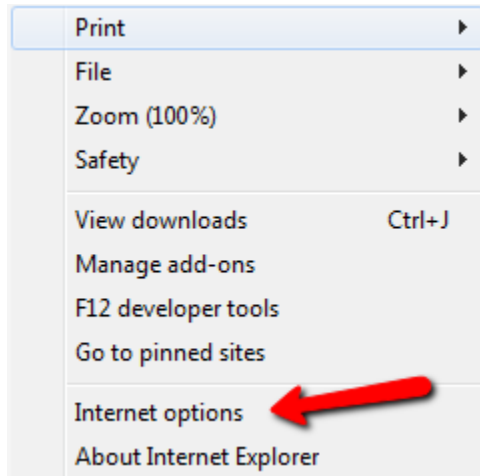 Print
File
Zoom (100%)
Safety
View downloads Ctrl+J
Manage add-ons
F12 developer tools
Go to pinned sites
Internet options
About Internet Explorer